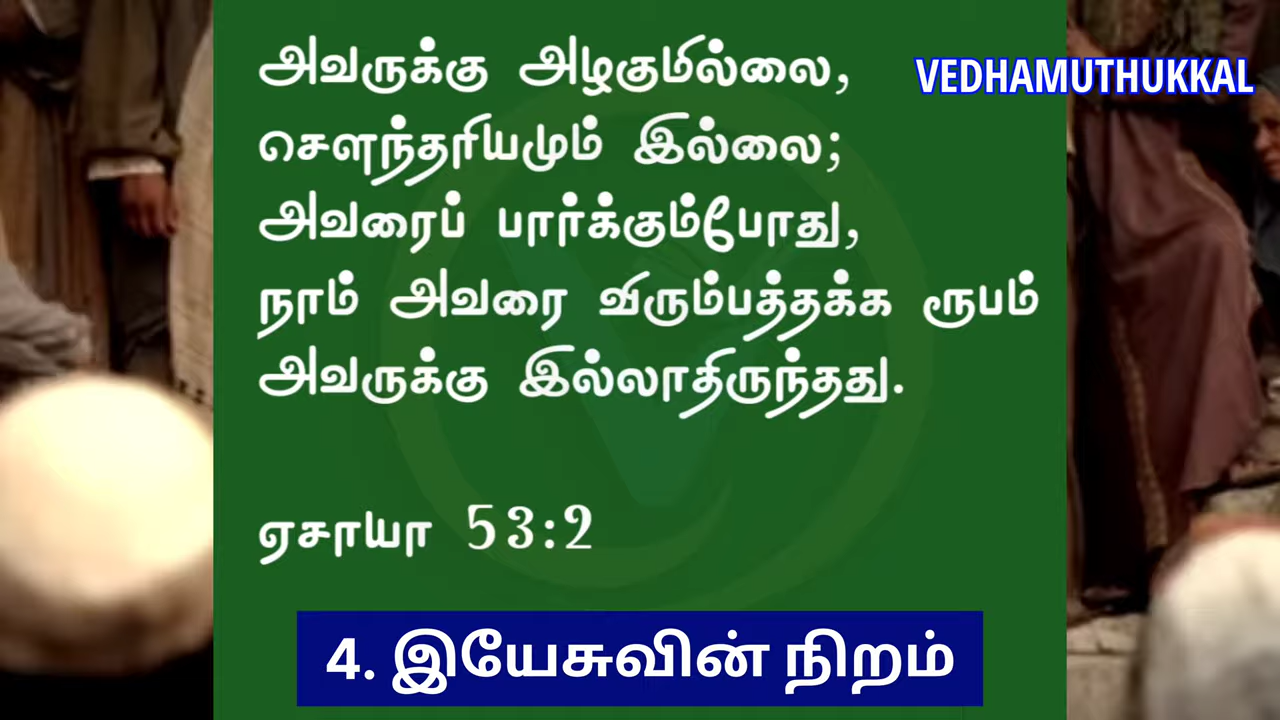 அவருக்கு அழகுமில்லை,
VEDHAMUTHUKKAL
சௌந்தரியமும் இல்லை;
அவரைப் பார்க்கும்போது,
நாம் அவரை விரும்பத்தக்க ரூபம்
அவருக்கு இல்லாதிருந்தது.
ஏசாயா 53:2
4. இயேசுவின் நிறம்